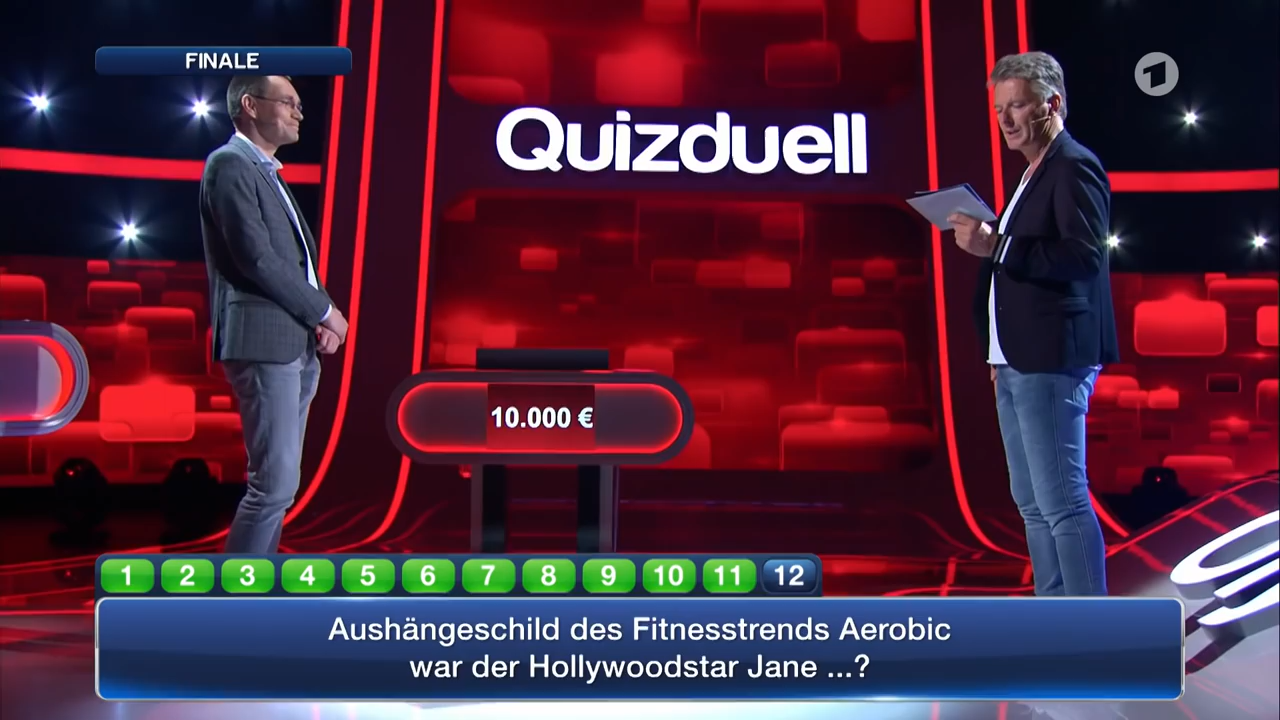 FINALE
1
Quizduell
10.000 €
1 2 3 4 5 6 7 8 9 10 11 12
Aushängeschild des Fitnesstrends Aerobic
war der Hollywoodstar Jane ...?